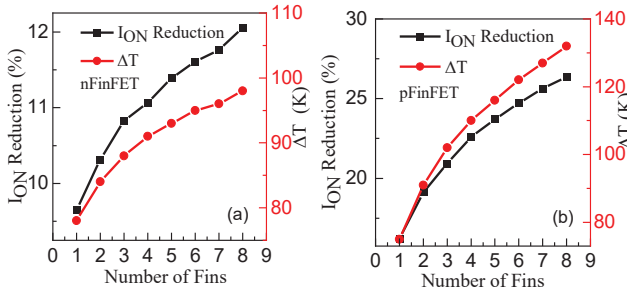 I_ON Reduction (%)
12
11
10
I_ON Reduction
ΔT
nFinFET
(a)
110
100
90
80
ΔT (K)
0 1 2 3 4 5 6 7 8 9
Number of Fins
I_ON Reduction (%)
30
25
20
I_ON Reduction
ΔT
pFinFET
(b)
140
120
100
80
ΔT (K)
0 1 2 3 4 5 6 7 8 9
Number of Fins